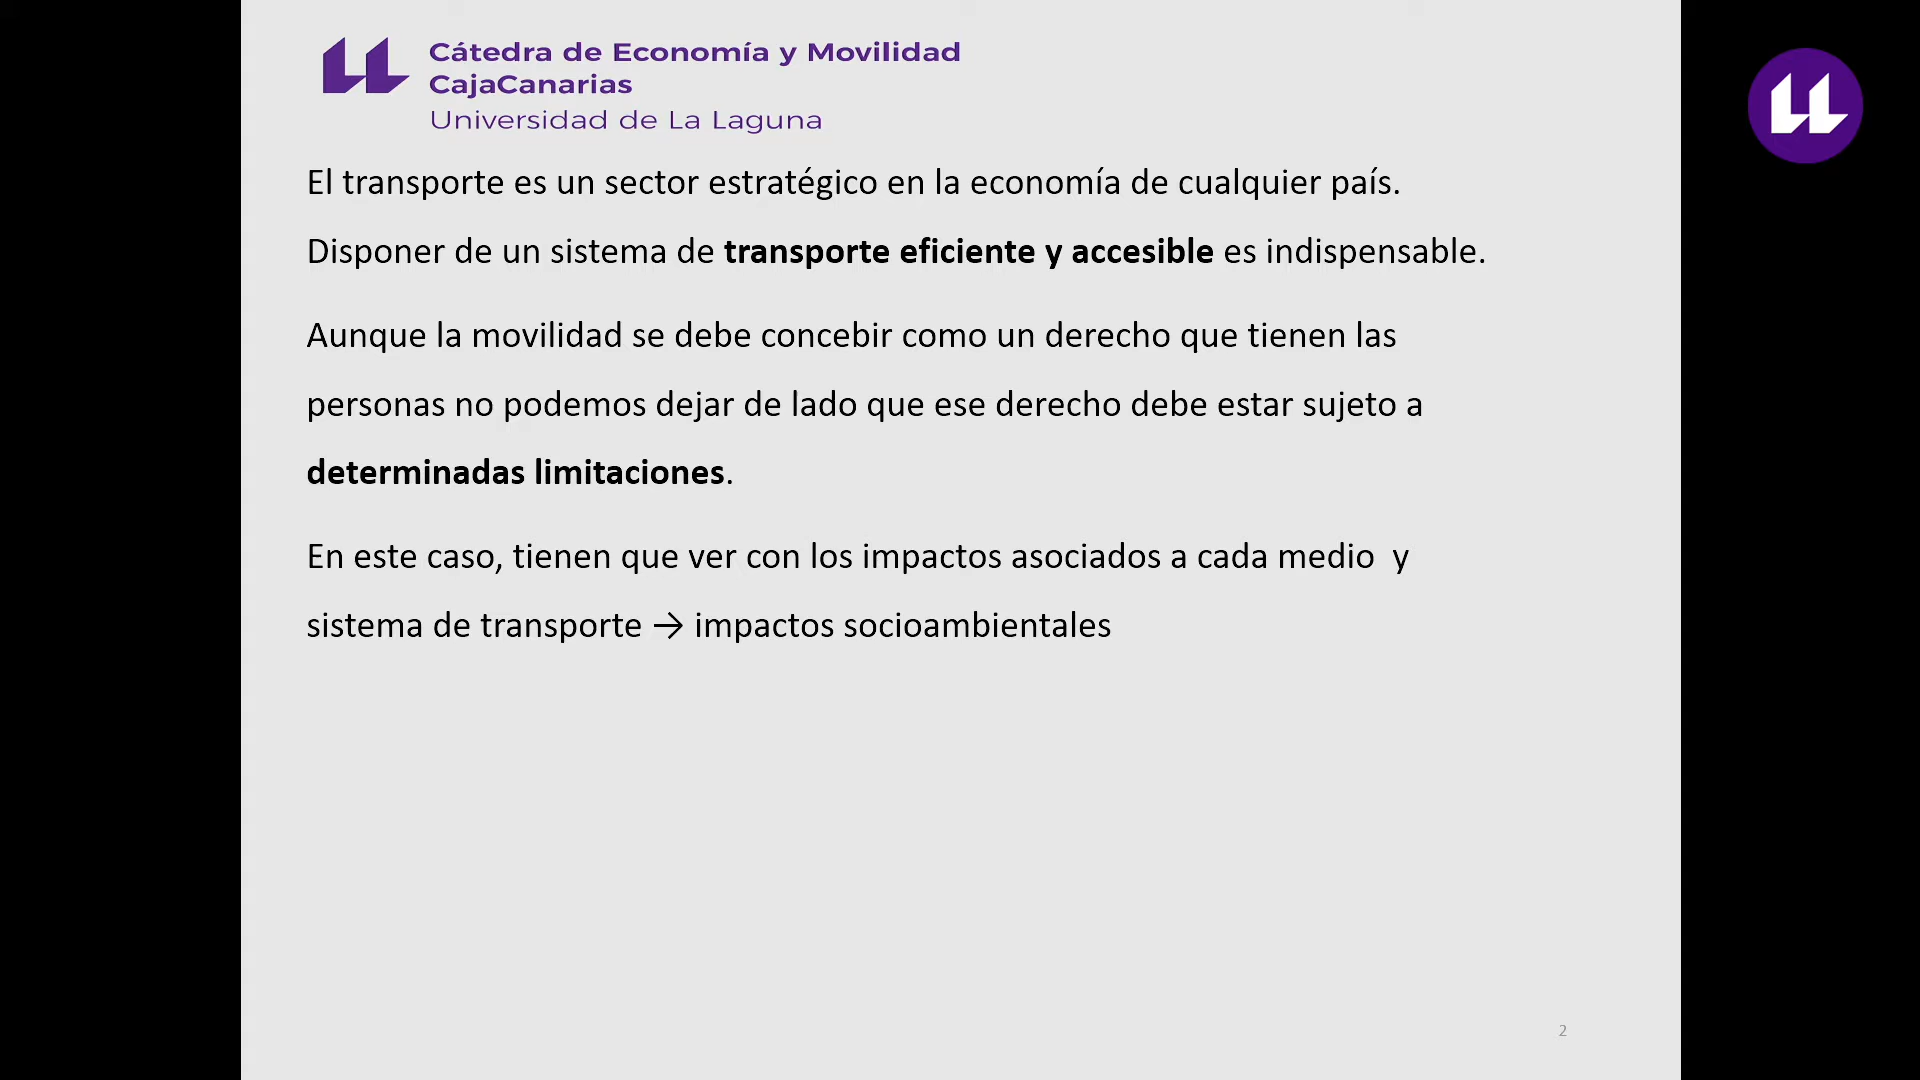 Cátedra de Economía y Movilidad
CajaCanarias
Universidad de La Laguna
El transporte es un sector estratégico en la economía de cualquier país.
Disponer de un sistema de transporte eficiente y accesible es indispensable.
Aunque la movilidad se debe concebir como un derecho que tienen las
personas no podemos dejar de lado que ese derecho debe estar sujeto a
determinadas limitaciones.
En este caso, tienen que ver con los impactos asociados a cada medio  y
sistema de transporte → impactos socioambientales
2